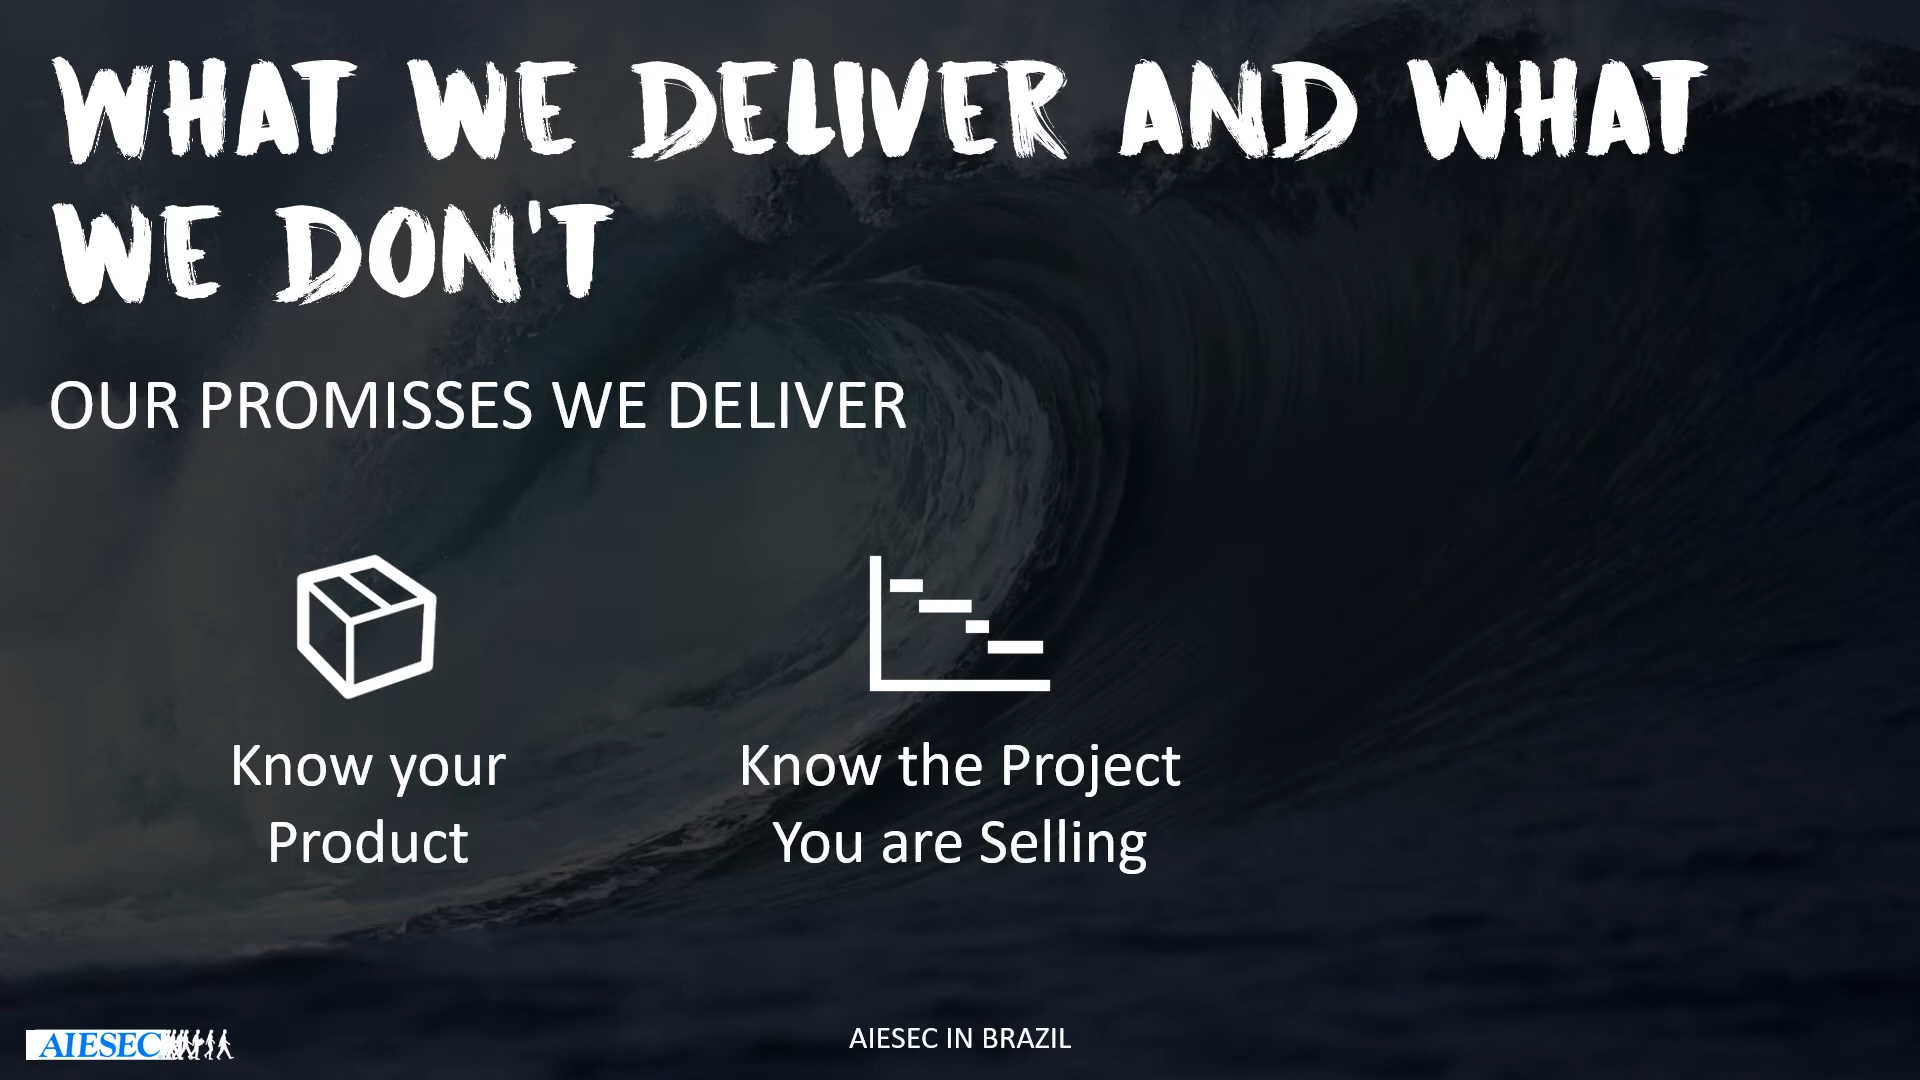 WHAT WE DELIVER AND WHAT
WE DON'T
OUR PROMISSES WE DELIVER
Know your
Product
Know the Project
You are Selling
AIESEC
AIESEC IN BRAZIL